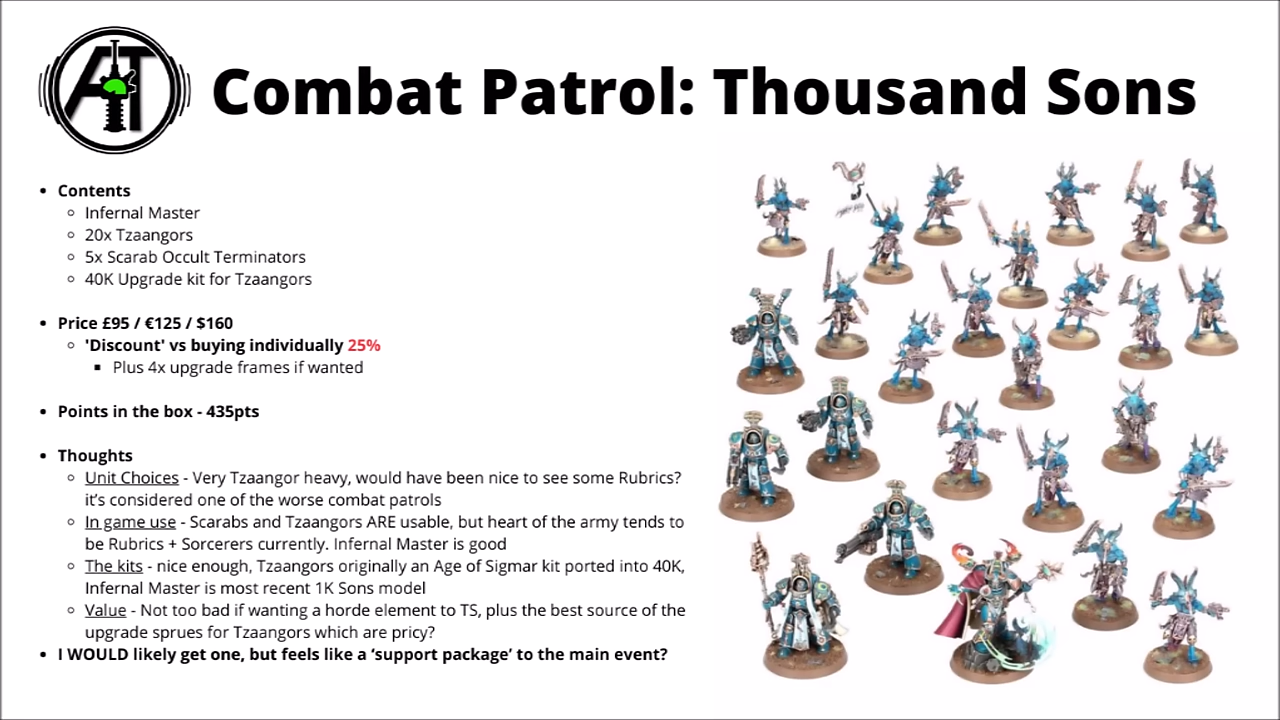 AT
Combat Patrol: Thousand Sons
• Contents
○ Infernal Master
○ 20x Tzaangors
○ 5x Scarab Occult Terminators
○ 40K Upgrade kit for Tzaangors
• Price £95 / €125 / $160
○ 'Discount' vs buying individually 25%
▪ Plus 4x upgrade frames if wanted
• Points in the box - 435pts
• Thoughts
○ Unit Choices - Very Tzaangor heavy, would have been nice to see some Rubrics?
it's considered one of the worse combat patrols
○ In game use - Scarabs and Tzaangors ARE usable, but heart of the army tends to
be Rubrics + Sorcerers currently. Infernal Master is good
○ The kits - nice enough, Tzaangors originally an Age of Sigmar kit ported into 40K,
Infernal Master is most recent 1K Sons model
○ Value - Not too bad if wanting a horde element to TS, plus the best source of the
upgrade sprues for Tzaangors which are pricy?
• I WOULD likely get one, but feels like a ‘support package’ to the main event?